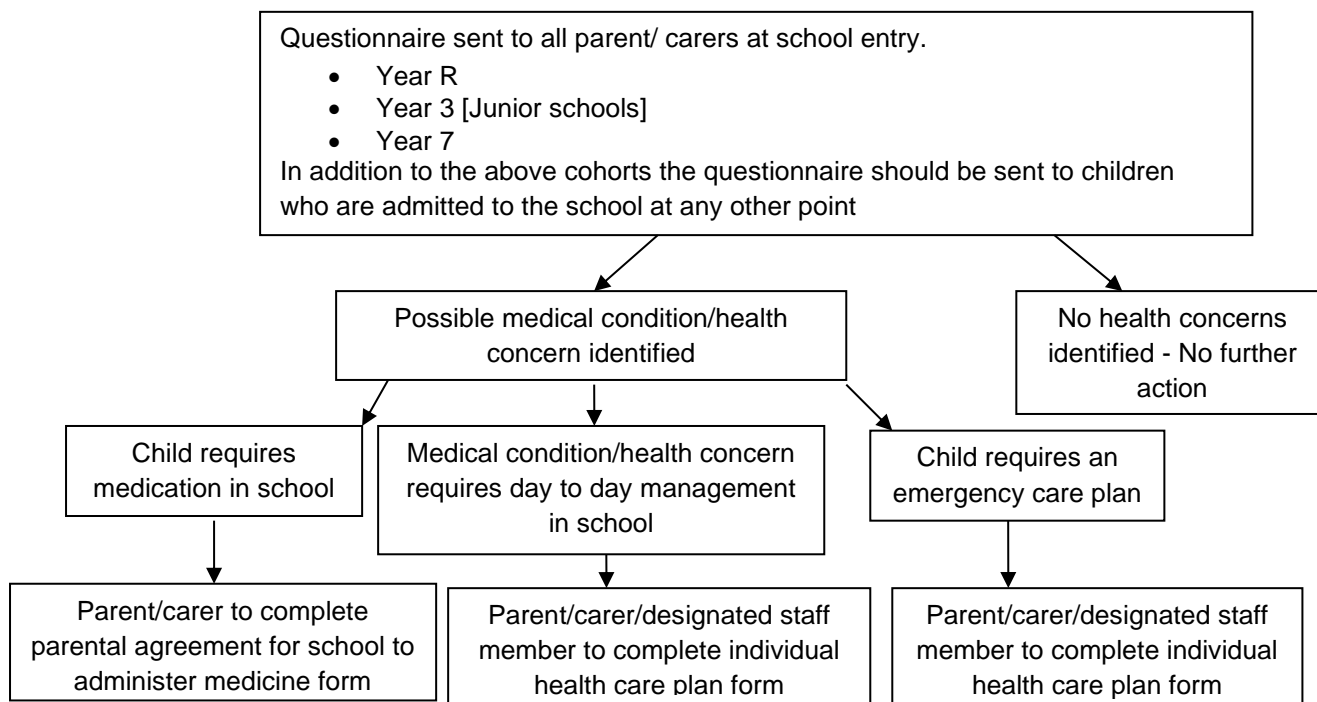 Questionnaire sent to all parent/ carers at school entry.
• Year R
• Year 3 [Junior schools]
• Year 7
In addition to the above cohorts the questionnaire should be sent to children
who are admitted to the school at any other point
Possible medical condition/health
concern identified
No health concerns
identified - No further
action
Child requires
medication in school
Medical condition/health concern
requires day to day management
in school
Child requires an
emergency care plan
Parent/carer to complete
parental agreement for school to
administer medicine form
Parent/carer/designated staff
member to complete individual
health care plan form
Parent/carer/designated staff
member to complete individual
health care plan form